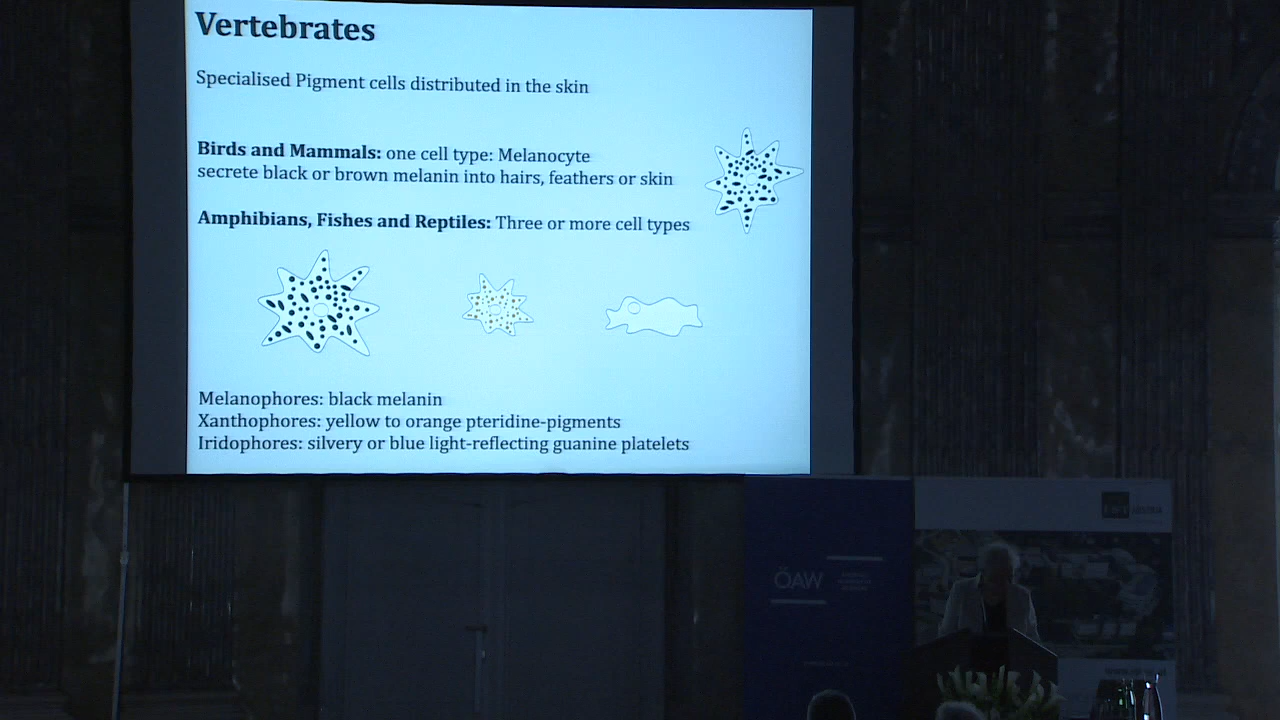 Vertebrates
Specialised Pigment cells distributed in the skin
Birds and Mammals: one cell type: Melanocyte
secrete black or brown melanin into hairs, feathers or skin
Amphibians, Fishes and Reptiles: Three or more cell types
Melanophores: black melanin
Xanthophores: yellow to orange pteridine-pigments
Iridophores: silvery or blue light-reflecting guanine platelets
ÖAW